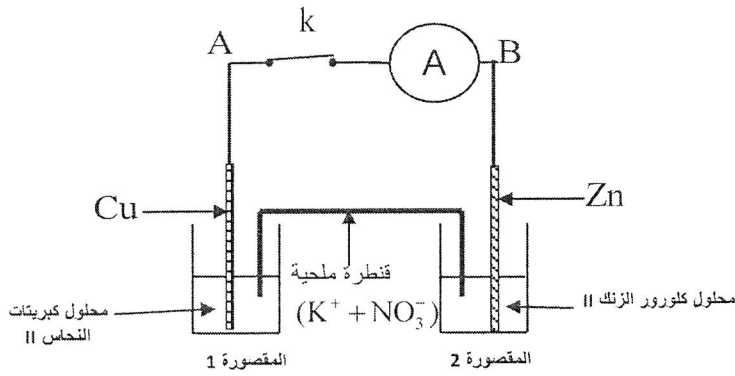 k
A
A
B
Cu
Zn
قنطرة ملحية
(K⁺ + NO₃⁻)
محلول كبريتات
النحاس II
محلول كلورور الزنك II
المقصورة 1
المقصورة 2